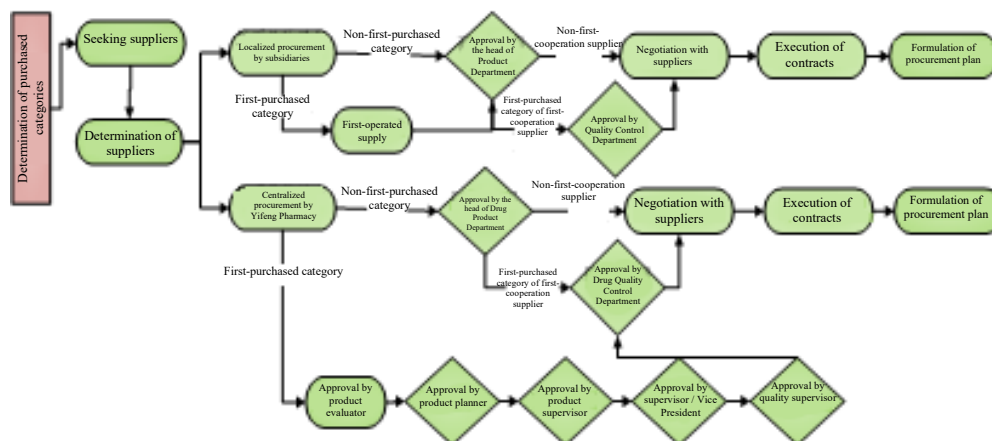 Determination of purchased
categories
Seeking suppliers
Determination of
suppliers
Localized procurement
by subsidiaries
Non-first-purchased
category
Approval by
the head of
Product
Department
Non-first-
cooperation supplier
Negotiation with
suppliers
Execution of
contracts
Formulation of
procurement plan
First-purchased
category
First-operated
supply
First-purchased
category of first-
cooperation
supplier
Approval by
Quality Control
Department
Centralized
procurement by
Yifeng Pharmacy
Non-first-purchased
category
Approval by the
head of Drug
Product
Department
Non-first-cooperation
supplier
Negotiation with
suppliers
Execution of
contracts
Formulation of
procurement plan
First-purchased category
First-purchased
category of first-
cooperation
supplier
Approval by
Drug Quality
Control
Department
Approval by
product
evaluator
Approval by
product planner
Approval by
product
supervisor
Approval by
supervisor / Vice
President
Approval by
quality supervisor